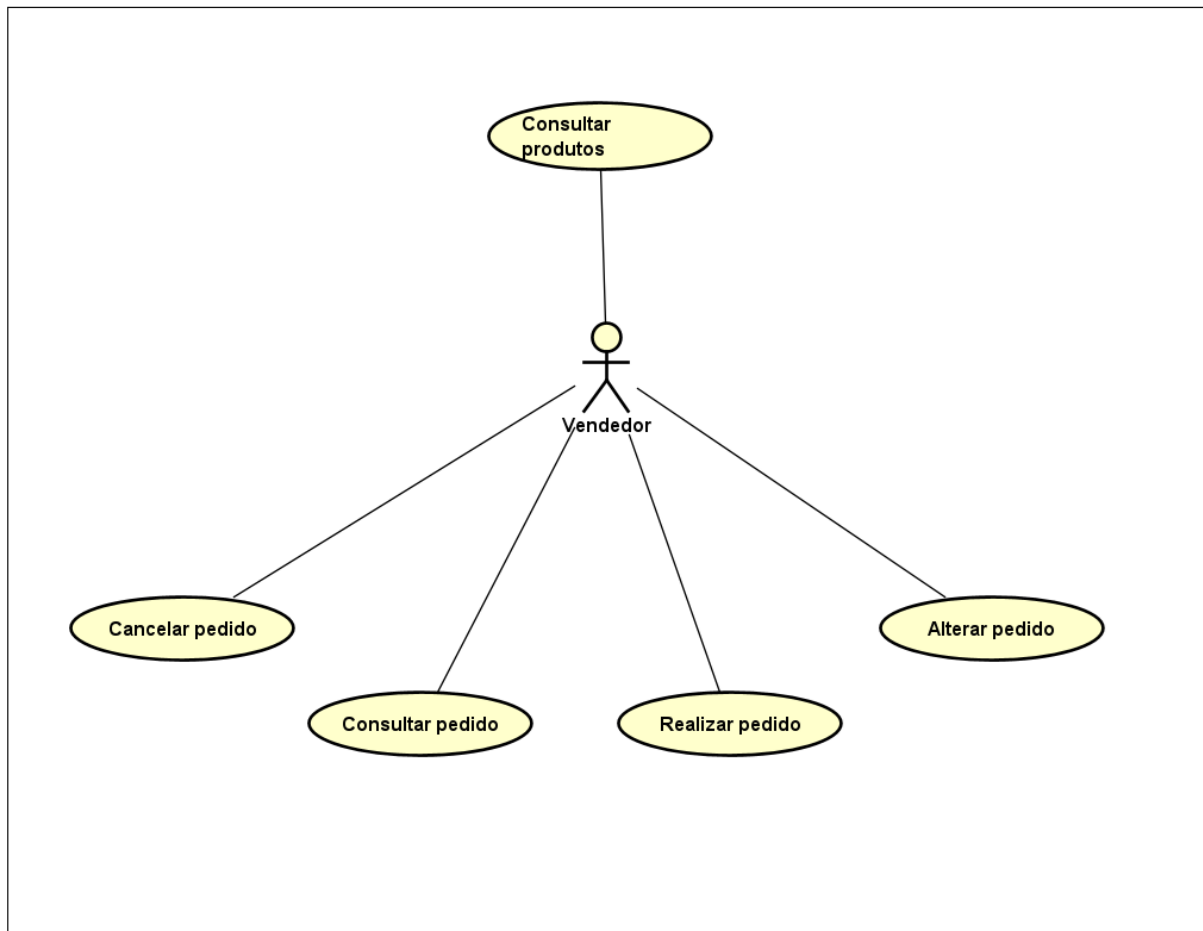 Consultar
produtos
Vendedor
Cancelar pedido
Alterar pedido
Consultar pedido
Realizar pedido